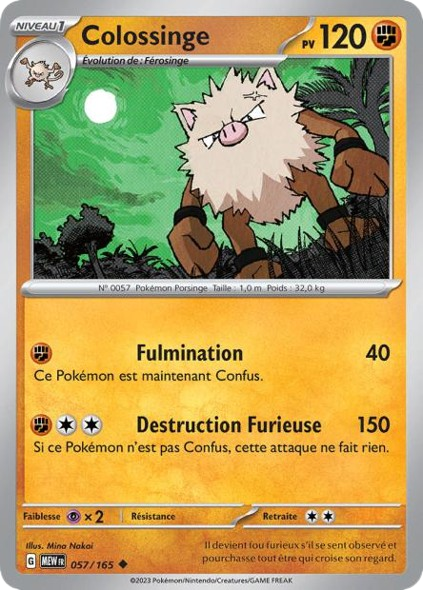 NIVEAU 1
Colossinge
PV 120
Évolution de : Férosinge
N° 0057 Pokémon Porsinge Taille : 1,0 m Poids : 32,0 kg
Fulmination 40
Ce Pokémon est maintenant Confus.
Destruction Furieuse 150
Si ce Pokémon n'est pas Confus, cette attaque ne fait rien.
Faiblesse ×2 Résistance Retraite
Illus. Mina Nakai
G MEW FR 057/165
Il devient fou furieux s'il se sent observé et
pourchasse tout être qui croise son regard.
©2023 Pokémon/Nintendo/Creatures/GAME FREAK